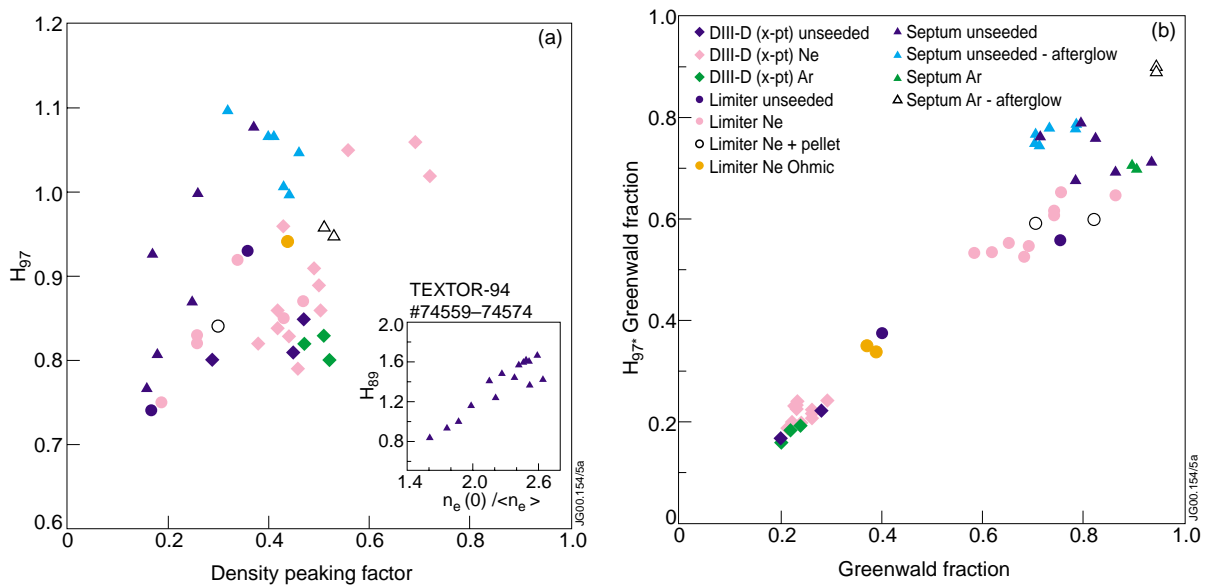 (a)
1.2
1.1
1.0
0.9
0.8
0.7
0.6
H97
0
0.2
0.4
0.6
0.8
1.0
Density peaking factor
TEXTOR-94
#74559–74574
2.0
1.6
1.2
0.8
H89
1.4
2.0
2.6
ne (0) /<ne >
JG00.154/5a
(b)
1.0
0.8
0.6
0.4
0.2
0
H97* Greenwald fraction
DIII-D (x-pt) unseeded
DIII-D (x-pt) Ne
DIII-D (x-pt) Ar
Limiter unseeded
Limiter Ne
Limiter Ne + pellet
Limiter Ne Ohmic
Septum unseeded
Septum unseeded - afterglow
Septum Ar
Septum Ar - afterglow
0
0.2
0.4
0.6
0.8
1.0
Greenwald fraction
JG00.154/5a